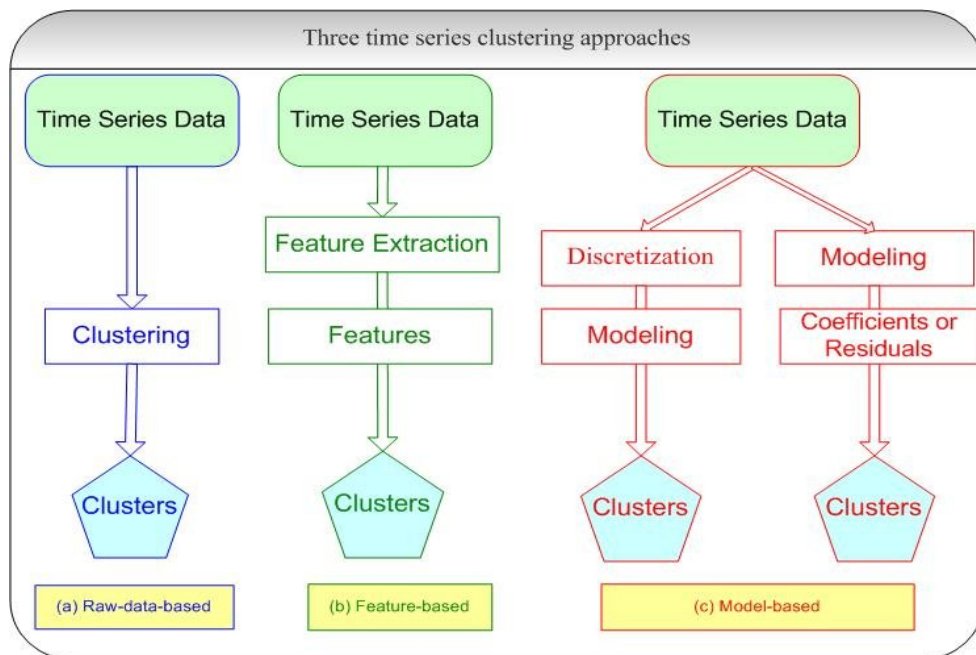 Three time series clustering approaches
Time Series Data
Clustering
Clusters
(a) Raw-data-based
Time Series Data
Feature Extraction
Features
Clusters
(b) Feature-based
Time Series Data
Discretization
Modeling
Clusters
Modeling
Coefficients or
Residuals
Clusters
(c) Model-based